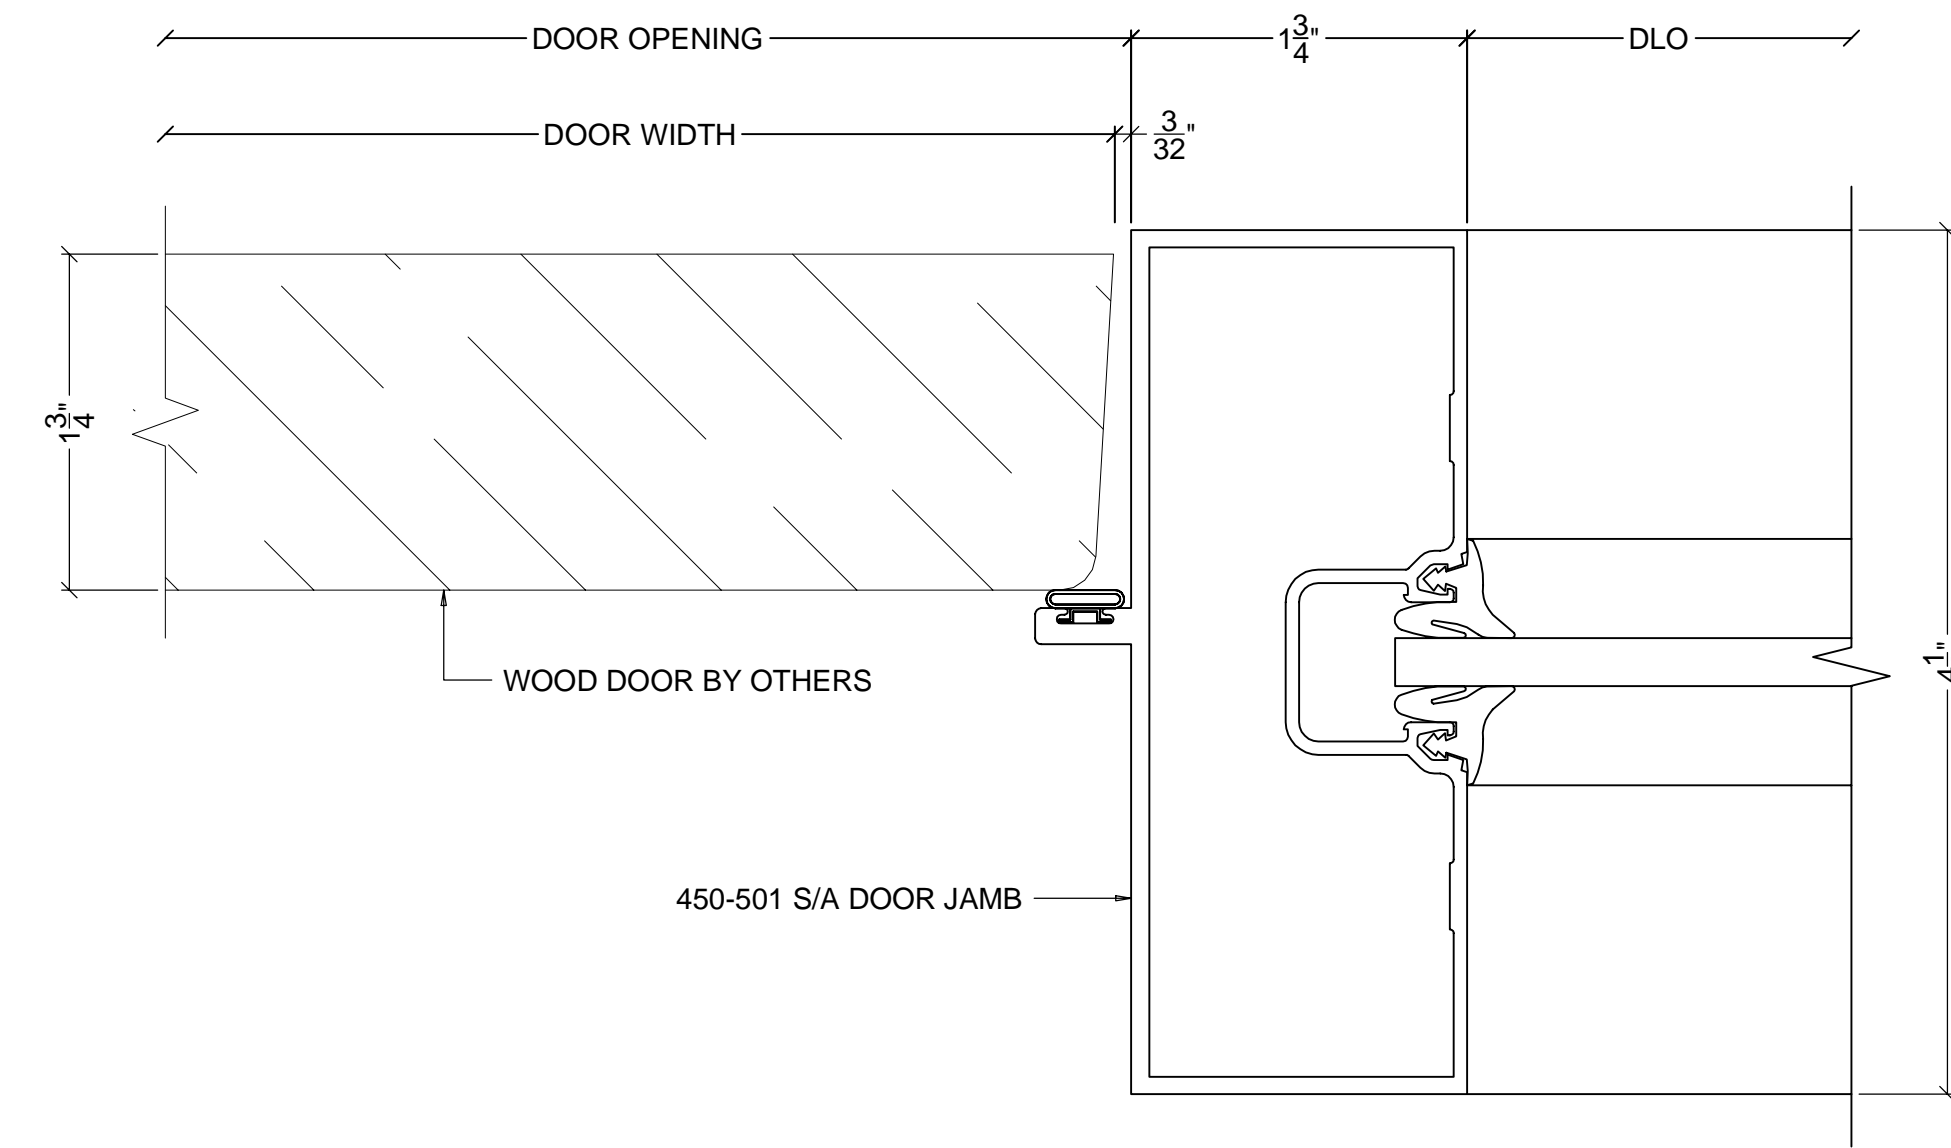 DOOR OPENING 1 3/4" DLO
DOOR WIDTH 3/32"
1 3/4"
4 1/2"
WOOD DOOR BY OTHERS
450-501 S/A DOOR JAMB